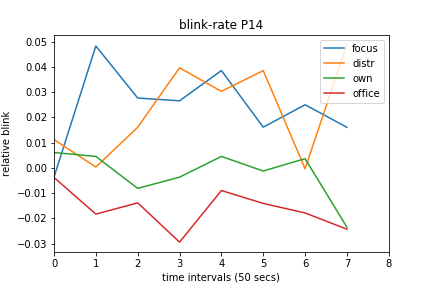 blink-rate P14
relative blink
0.05
0.04
0.03
0.02
0.01
0.00
−0.01
−0.02
−0.03
focus
distr
own
office
0 1 2 3 4 5 6 7 8
time intervals (50 secs)